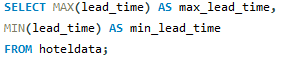 SELECT MAX(lead_time) AS max_lead_time,
MIN(lead_time) AS min_lead_time
FROM hoteldata;